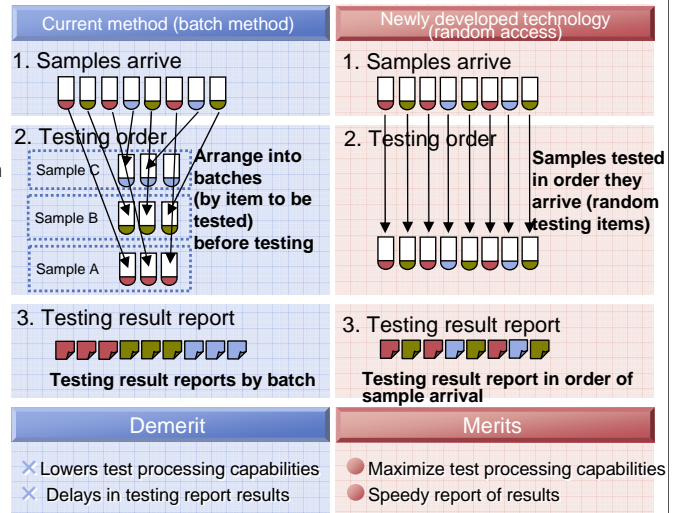 Current method (batch method)
1. Samples arrive
2. Testing order
Sample C
Sample B
Sample A
Arrange into
batches
(by item to be
tested)
before testing
3. Testing result report
Testing result reports by batch
Demerit
× Lowers test processing capabilities
× Delays in testing report results
Newly developed technology
(random access)
1. Samples arrive
2. Testing order
Samples tested
in order they
arrive (random
testing items)
3. Testing result report
Testing result report in order of
sample arrival
Merits
Maximize test processing capabilities
Speedy report of results